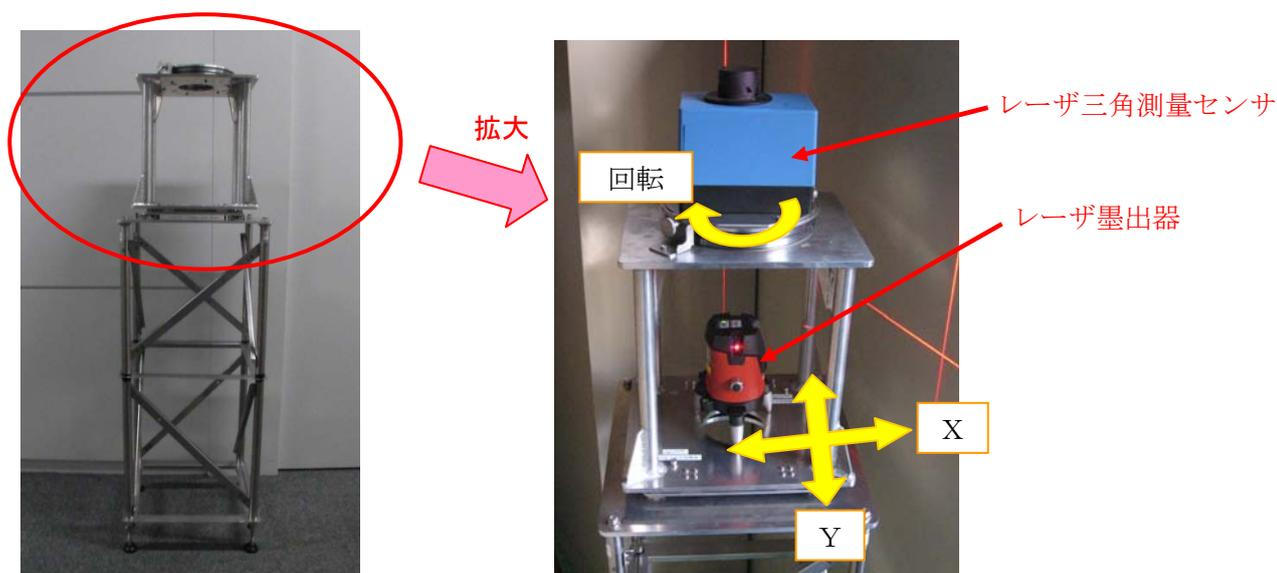 拡大
レーザ三角測量センサ
回転
レーザ墨出器
X
Y